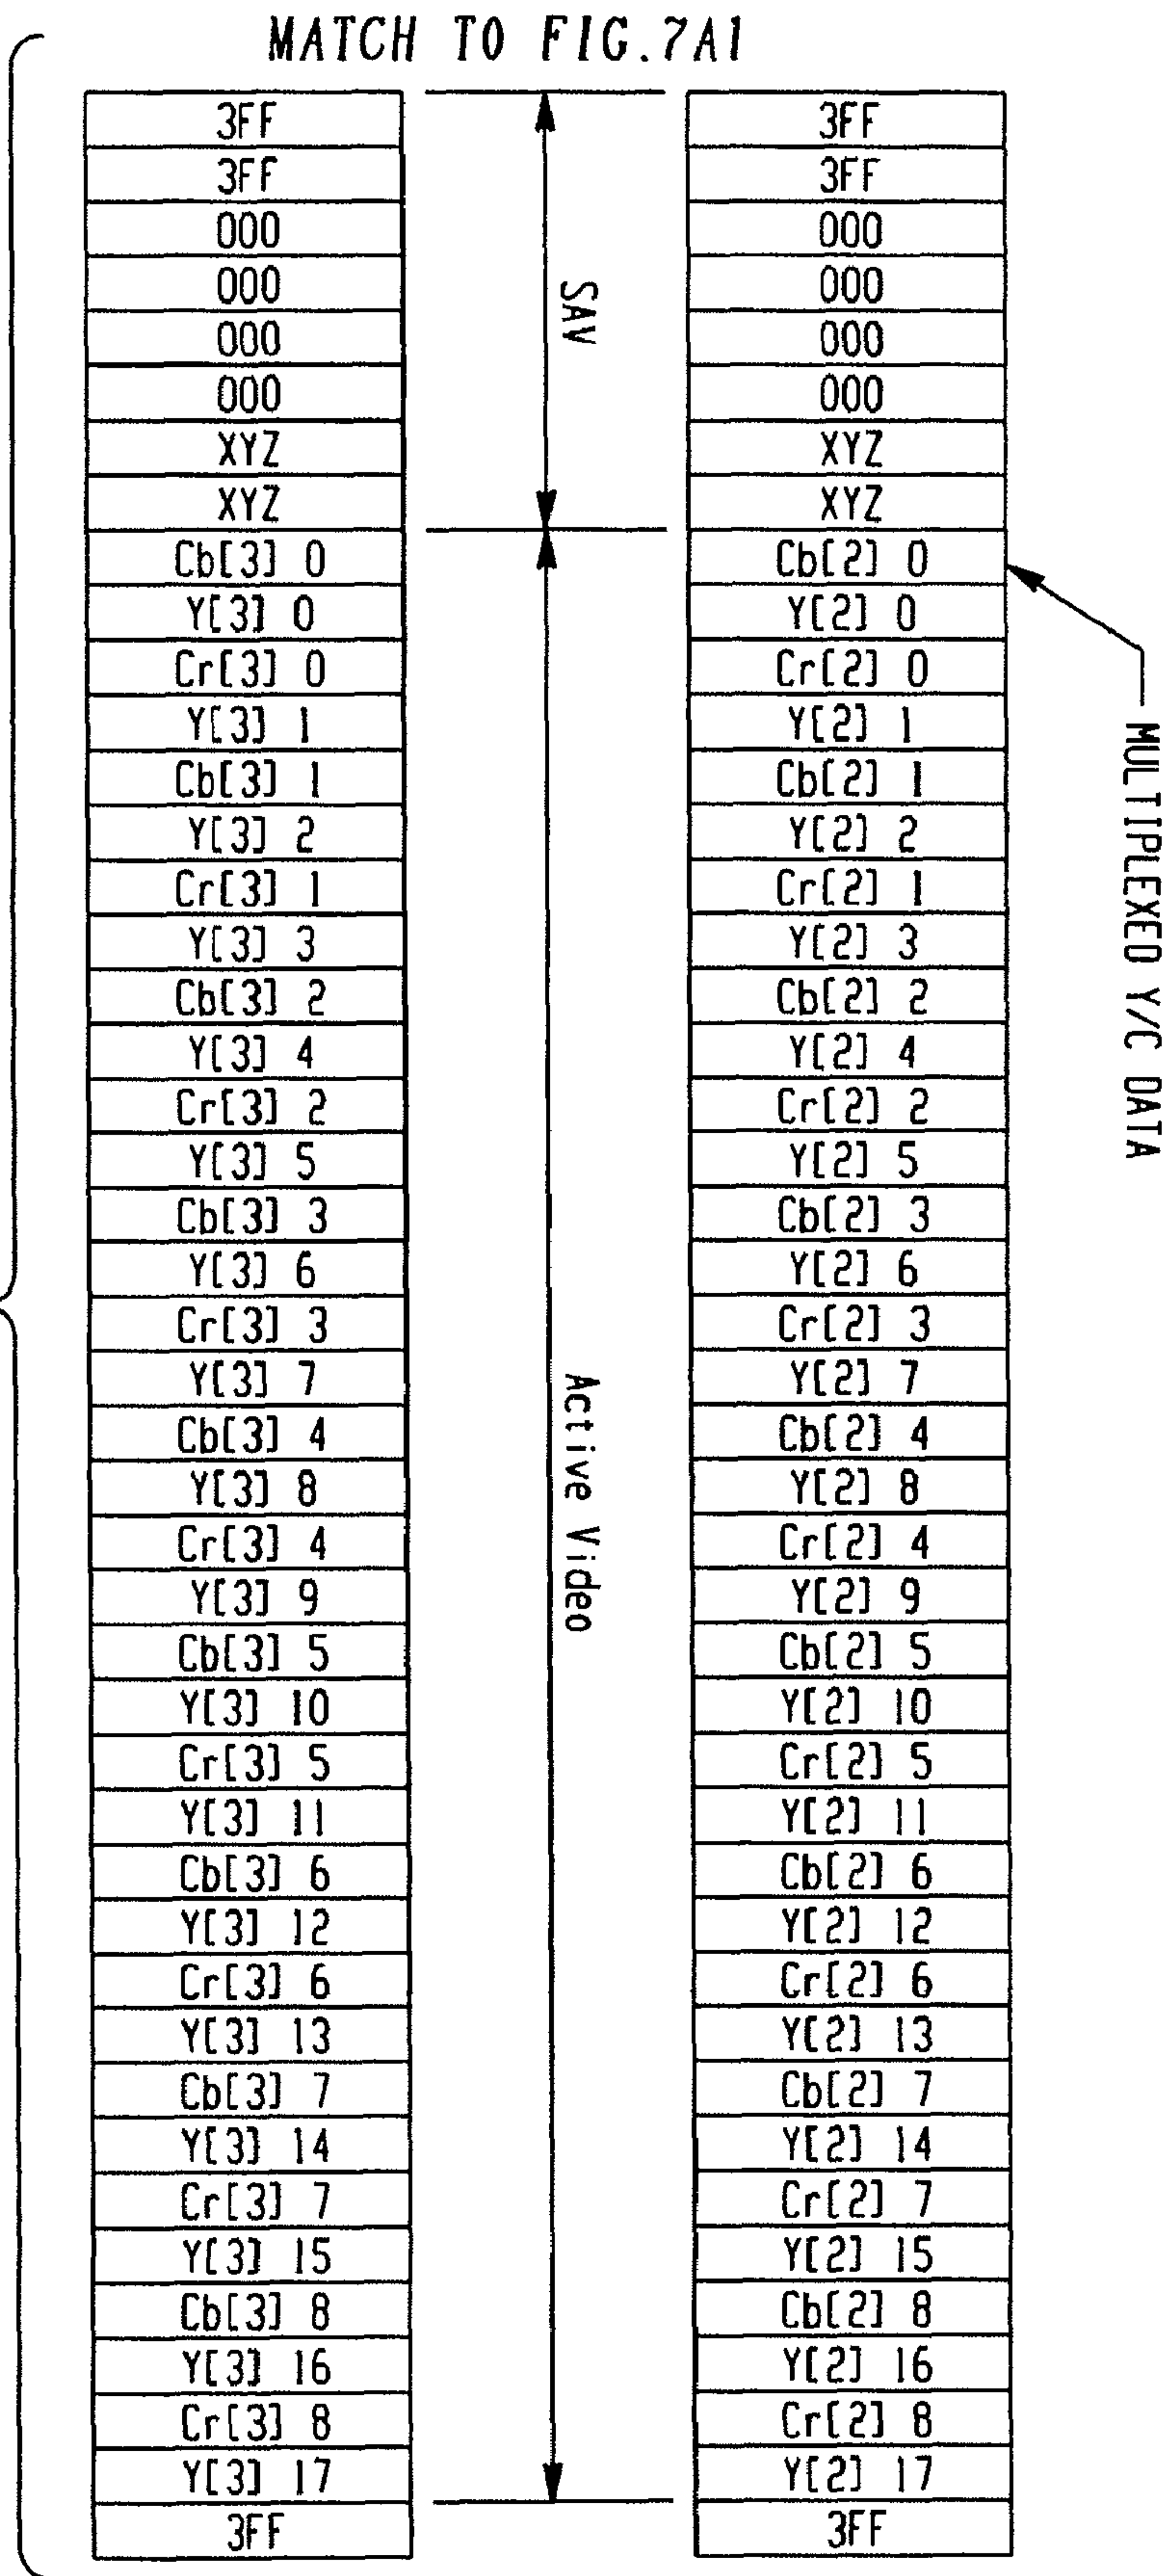 MATCH TO FIG.7A1
3FF
3FF
000
000
000
000
XYZ
XYZ
Cb[3] 0
Y[3] 0
Cr[3] 0
Y[3] 1
Cb[3] 1
Y[3] 2
Cr[3] 1
Y[3] 3
Cb[3] 2
Y[3] 4
Cr[3] 2
Y[3] 5
Cb[3] 3
Y[3] 6
Cr[3] 3
Y[3] 7
Cb[3] 4
Y[3] 8
Cr[3] 4
Y[3] 9
Cb[3] 5
Y[3] 10
Cr[3] 5
Y[3] 11
Cb[3] 6
Y[3] 12
Cr[3] 6
Y[3] 13
Cb[3] 7
Y[3] 14
Cr[3] 7
Y[3] 15
Cb[3] 8
Y[3] 16
Cr[3] 8
Y[3] 17
3FF
SAV
Active Video
3FF
3FF
000
000
000
000
XYZ
XYZ
Cb[2] 0
Y[2] 0
Cr[2] 0
Y[2] 1
Cb[2] 1
Y[2] 2
Cr[2] 1
Y[2] 3
Cb[2] 2
Y[2] 4
Cr[2] 2
Y[2] 5
Cb[2] 3
Y[2] 6
Cr[2] 3
Y[2] 7
Cb[2] 4
Y[2] 8
Cr[2] 4
Y[2] 9
Cb[2] 5
Y[2] 10
Cr[2] 5
Y[2] 11
Cb[2] 6
Y[2] 12
Cr[2] 6
Y[2] 13
Cb[2] 7
Y[2] 14
Cr[2] 7
Y[2] 15
Cb[2] 8
Y[2] 16
Cr[2] 8
Y[2] 17
3FF
MULTIPLEXED Y/C DATA